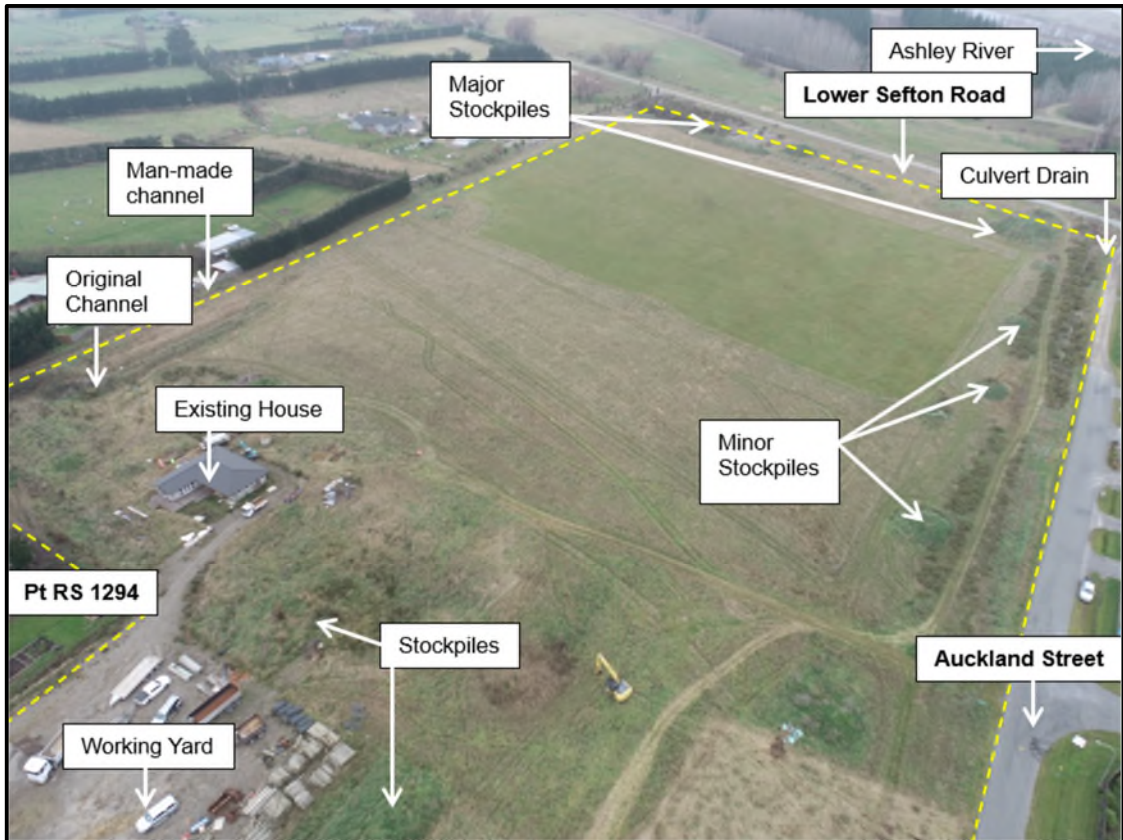 Ashley River
Major
Stockpiles
Lower Sefton Road
Man-made
channel
Culvert Drain
Original
Channel
Existing House
Minor
Stockpiles
Pt RS 1294
Stockpiles
Auckland Street
Working Yard